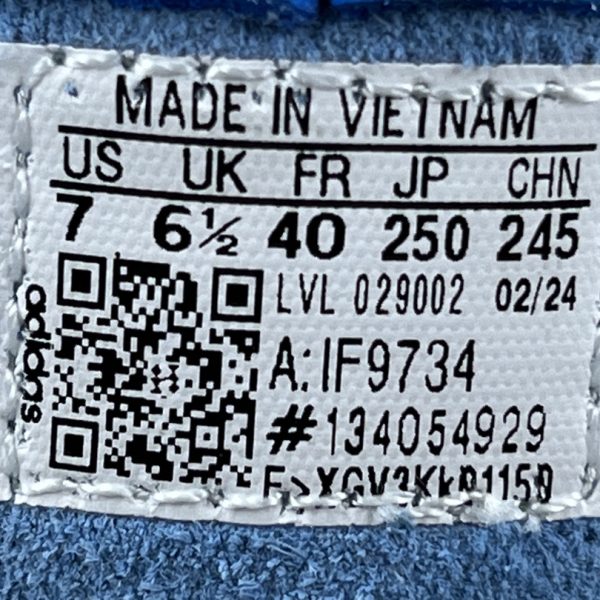 MADE IN VIETNAM
US UK FR JP CHN
7 6½ 40 250 245
LVL 029002 02/24
adidas
A: IF9734
#134054929